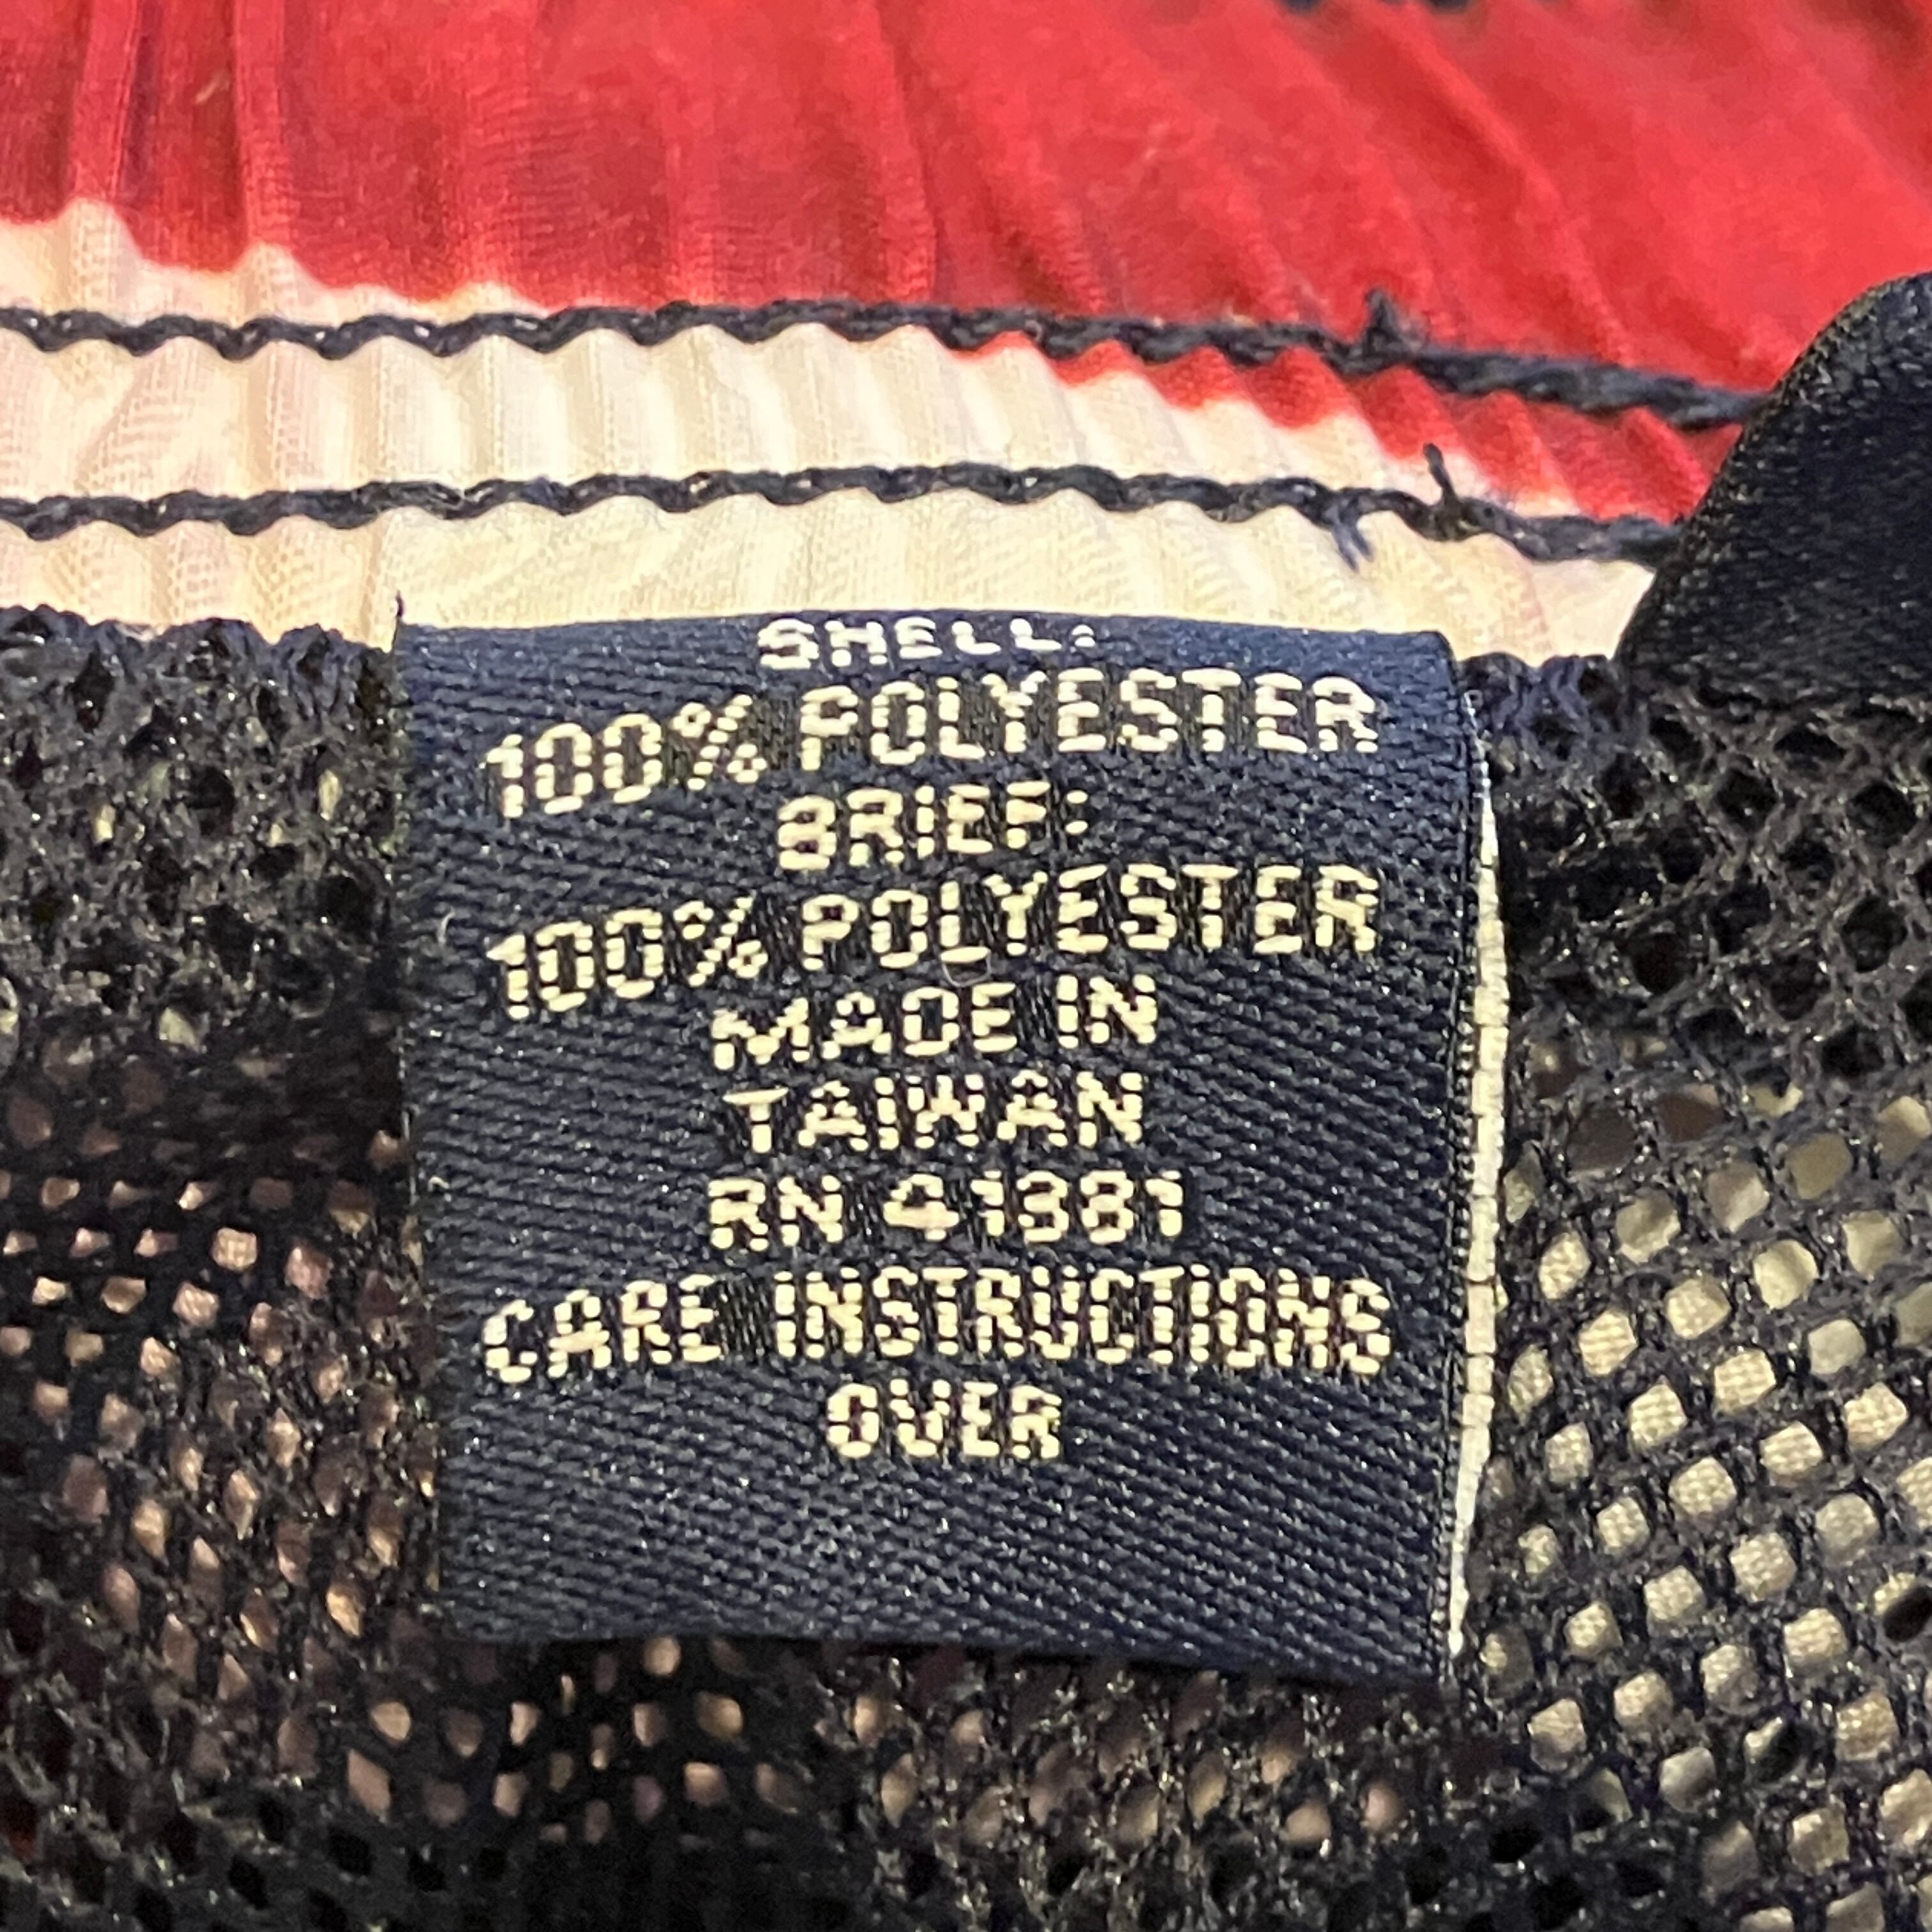 SHELL:
100% POLYESTER
BRIEF:
100% POLYESTER
MADE IN
TAIWAN
RN 41381
CARE INSTRUCTIONS
OVER